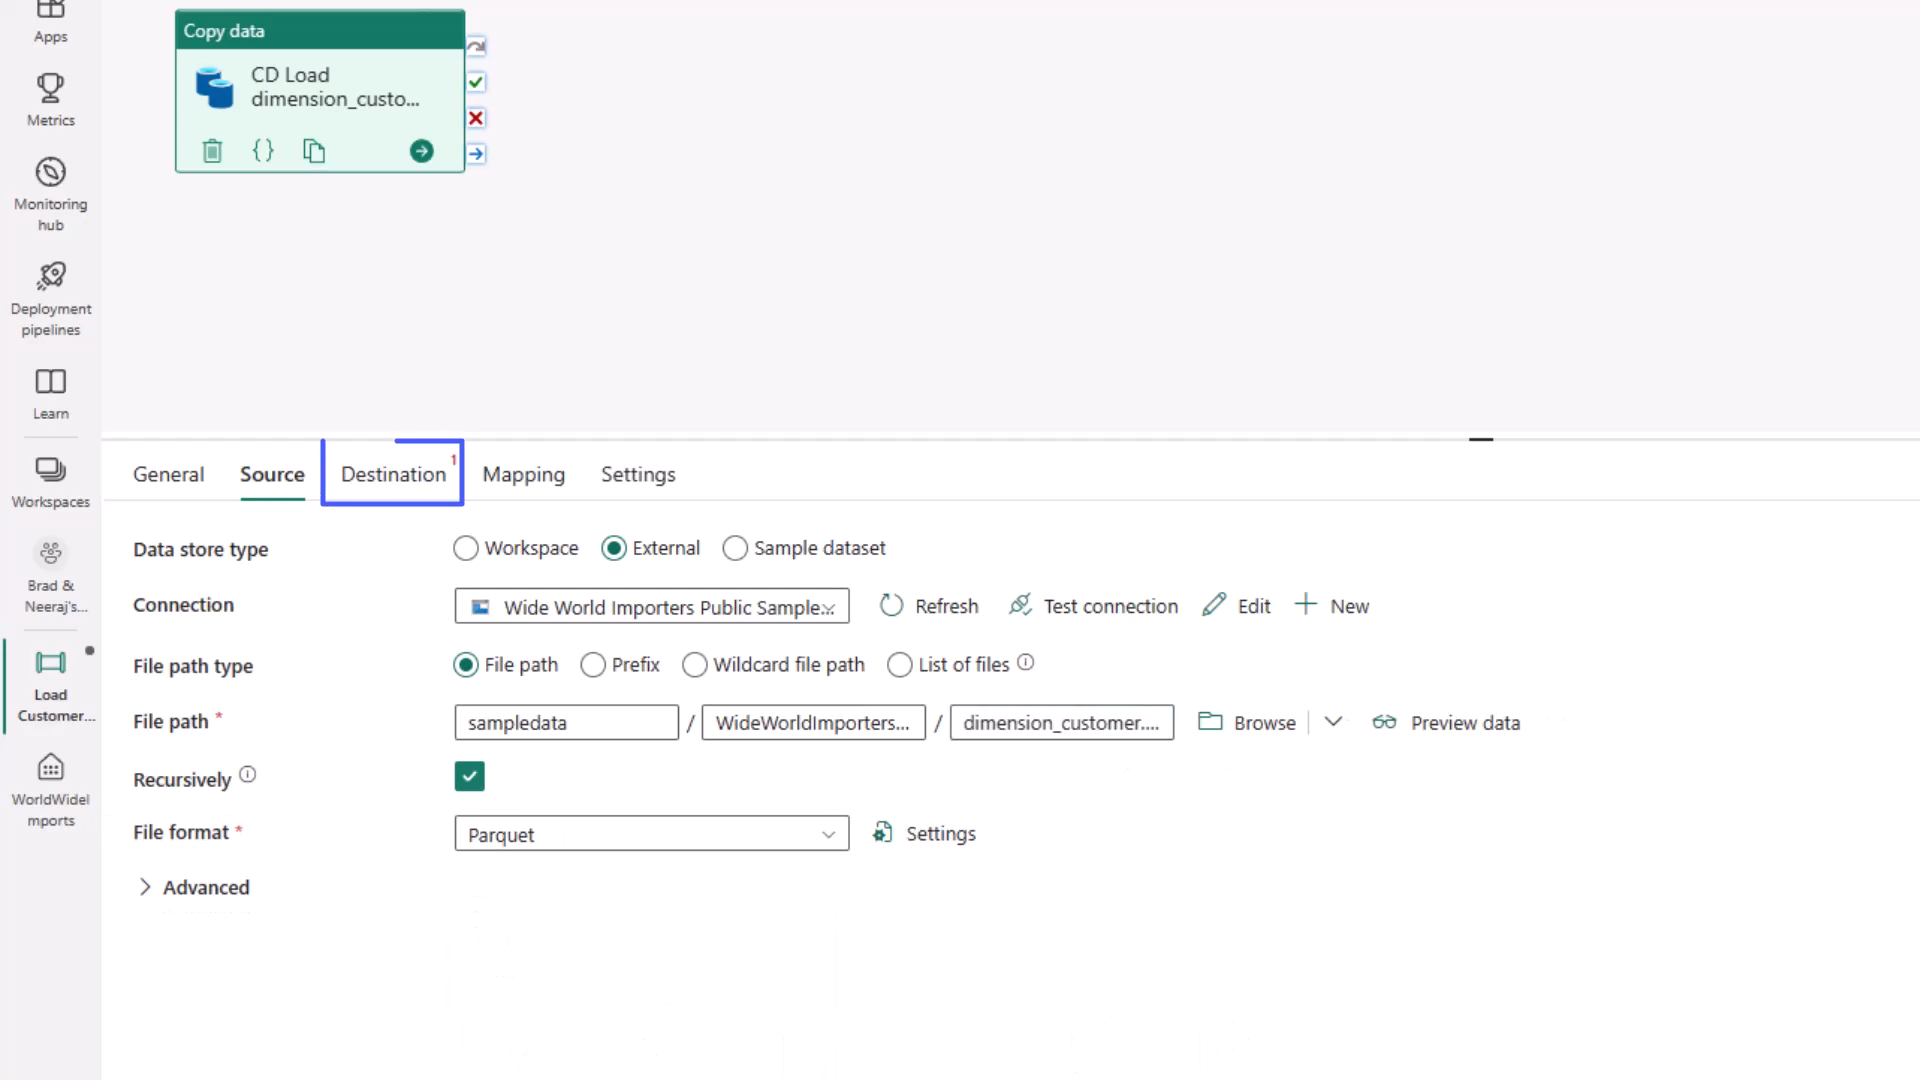 Apps
Metrics
Monitoring
hub
Deployment
pipelines
Learn
Workspaces
Brad &
Neeraj's...
Load
Customer...
WorldWideI
mports
Copy data
CD Load
dimension_custo...
{}
General Source Destination 1 Mapping Settings
Data store type Workspace External Sample dataset
Connection Wide World Importers Public Sample... Refresh Test connection Edit New
File path type File path Prefix Wildcard file path List of files
File path * sampledata / WideWorldImporters... / dimension_customer.... Browse Preview data
Recursively
File format * Parquet Settings
Advanced